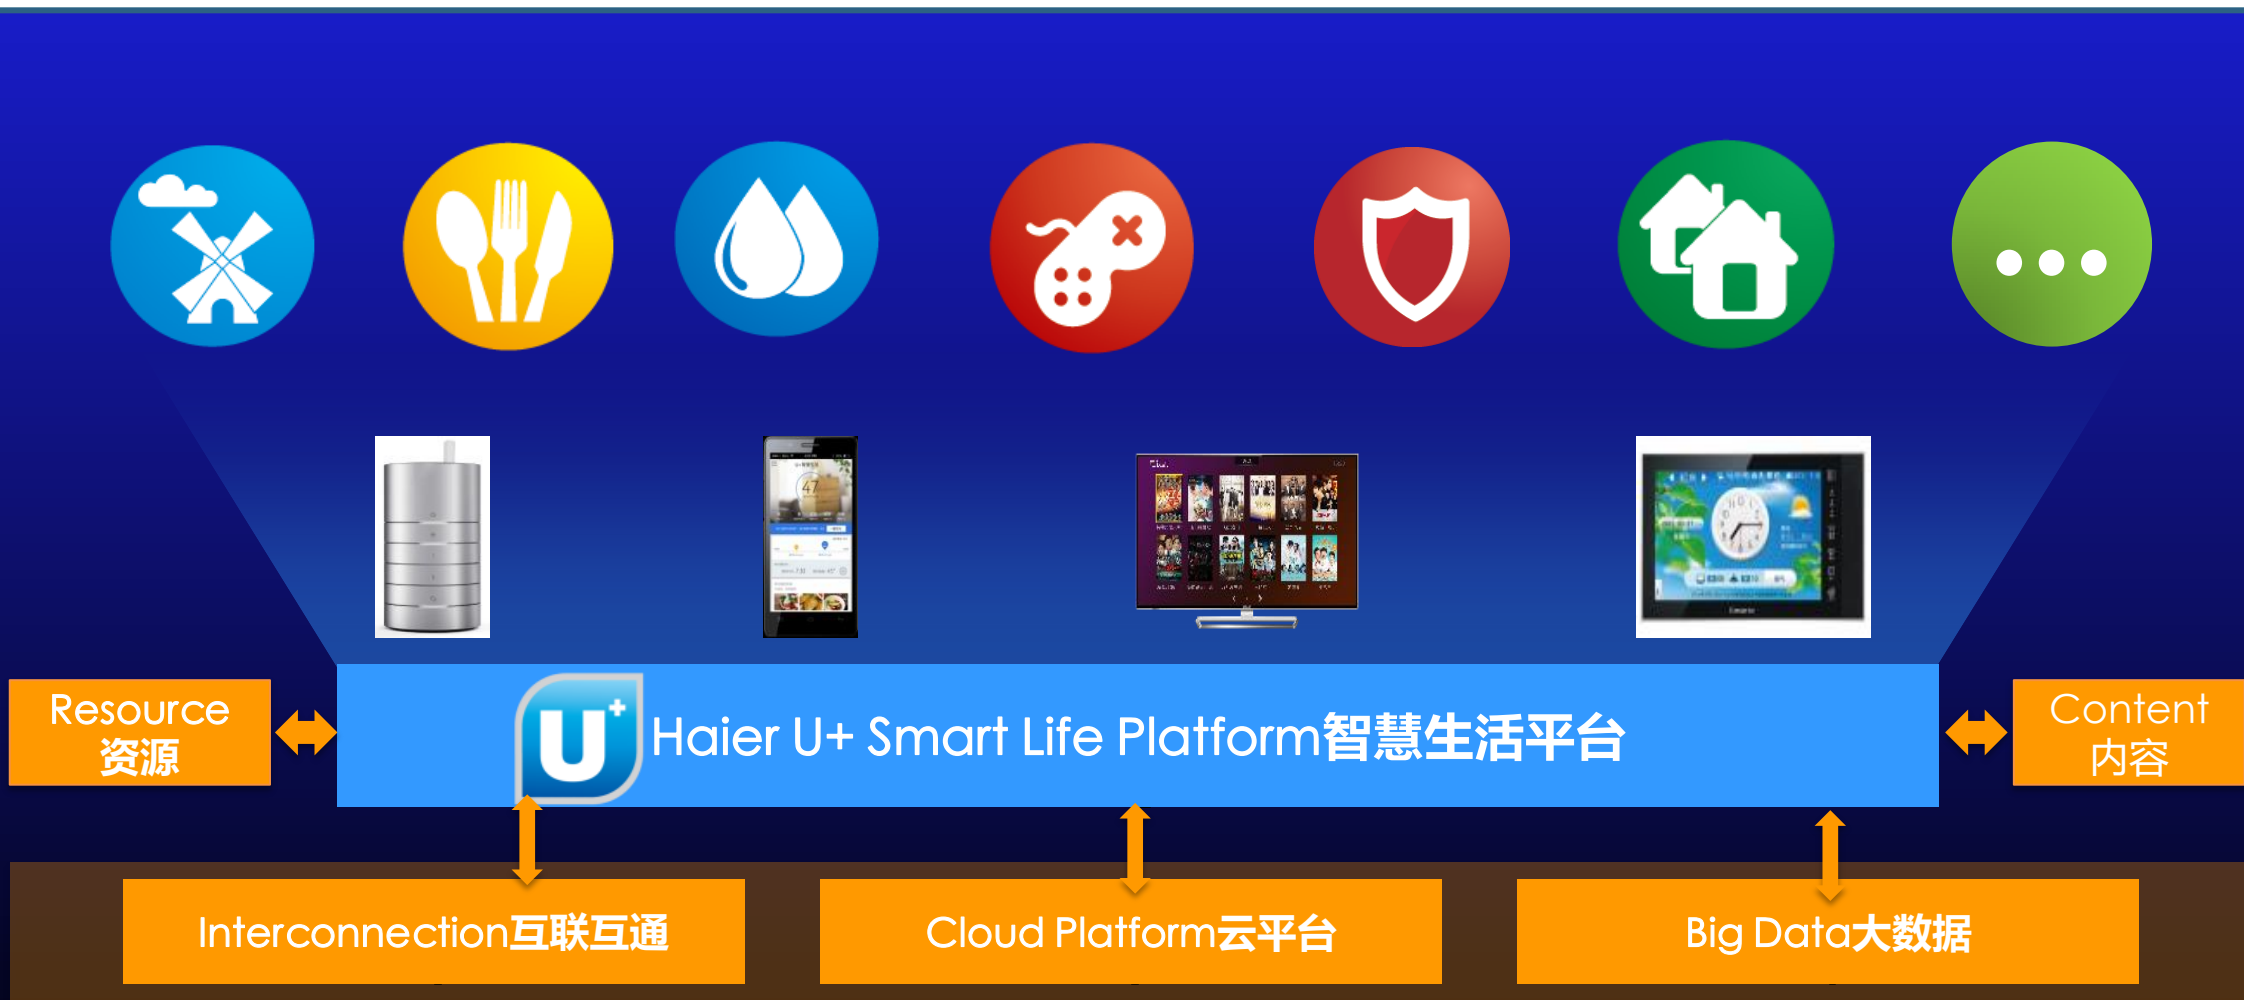 47
Resource
资源
U+
Haier U+ Smart Life Platform智慧生活平台
Content
内容
Interconnection互联互通
Cloud Platform云平台
Big Data大数据